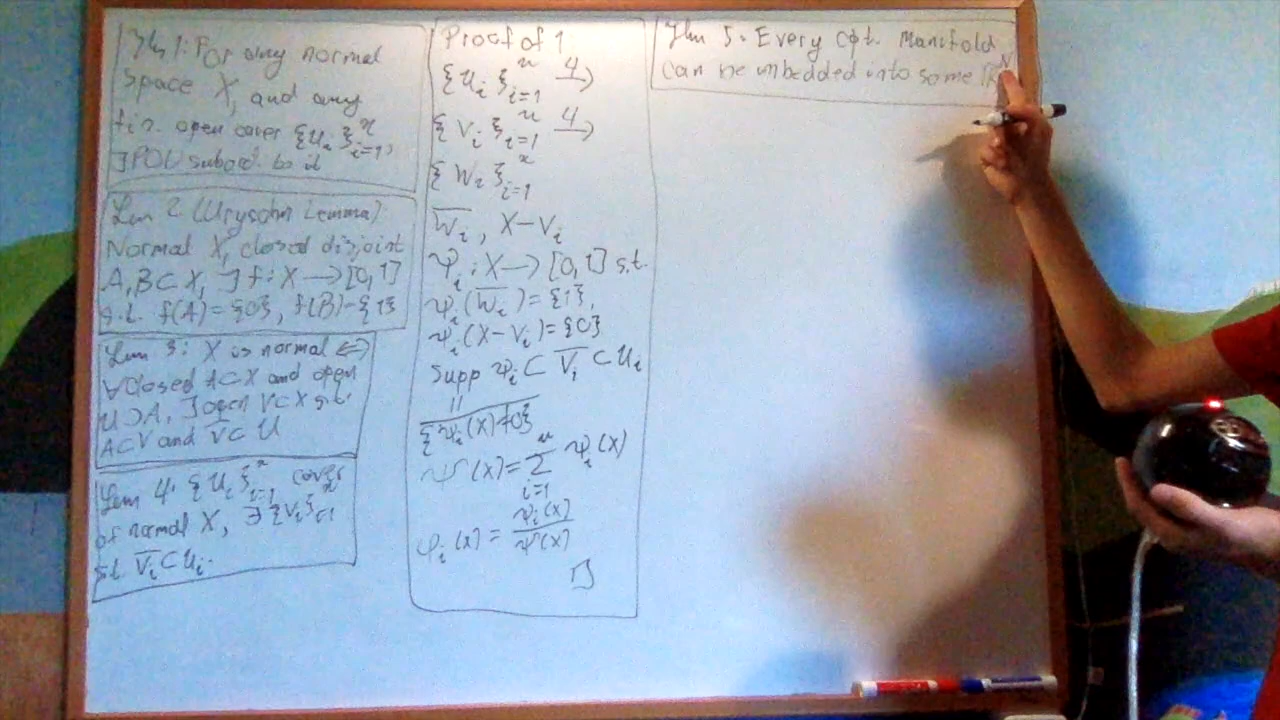 Thm 1: For any normal
space X, and any
fin. open cover {U_i}_{i=1}^n,
∃ POU subord. to it
Lem 2 (Urysohn Lemma)
Normal X, closed disjoint
A, B ⊂ X, ∃ f: X → [0,1]
s.t. f(A) = {0}, f(B) = {1}
Lem 3: X is normal ⟺
∀ closed A ⊂ X and open
U ⊃ A, ∃ open V ⊂ X s.t.
A ⊂ V and V̅ ⊂ U
Lem 4: {U_i}_{i=1}^n cover
of normal X, ∃ {V_i}_{i=1}^n
s.t. V̅_i ⊂ U_i.
Proof of 1
{U_i}_{i=1}^n 4→
{V_i}_{i=1}^n 4→
{W_i}_{i=1}^n
W̅_i, X − V_i
ψ_i: X → [0,1] s.t.
ψ_i(W̅_i) = {1},
ψ_i(X − V_i) = {0}
Supp ψ_i ⊂ V̅_i ⊂ U_i
||
{ψ_i(x) ≠ 0}
Ψ(x) = Σ_{i=1}^n ψ_i(x)
φ_i(x) = ψ_i(x) / Ψ(x)
□
Thm 5: Every cpt. manifold
can be imbedded into some ℝ^N